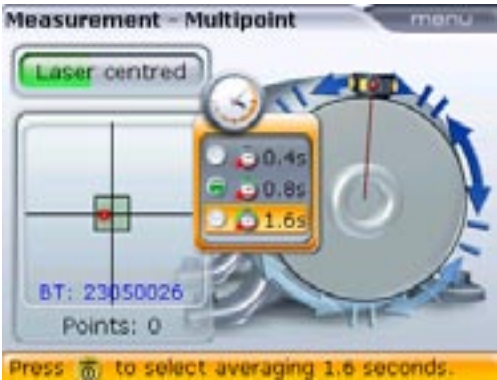 Measurement - Multipoint
menu
Laser centred
0.4s
0.8s
1.6s
BT: 23050026
Points: 0
Press to select averaging 1.6 seconds.